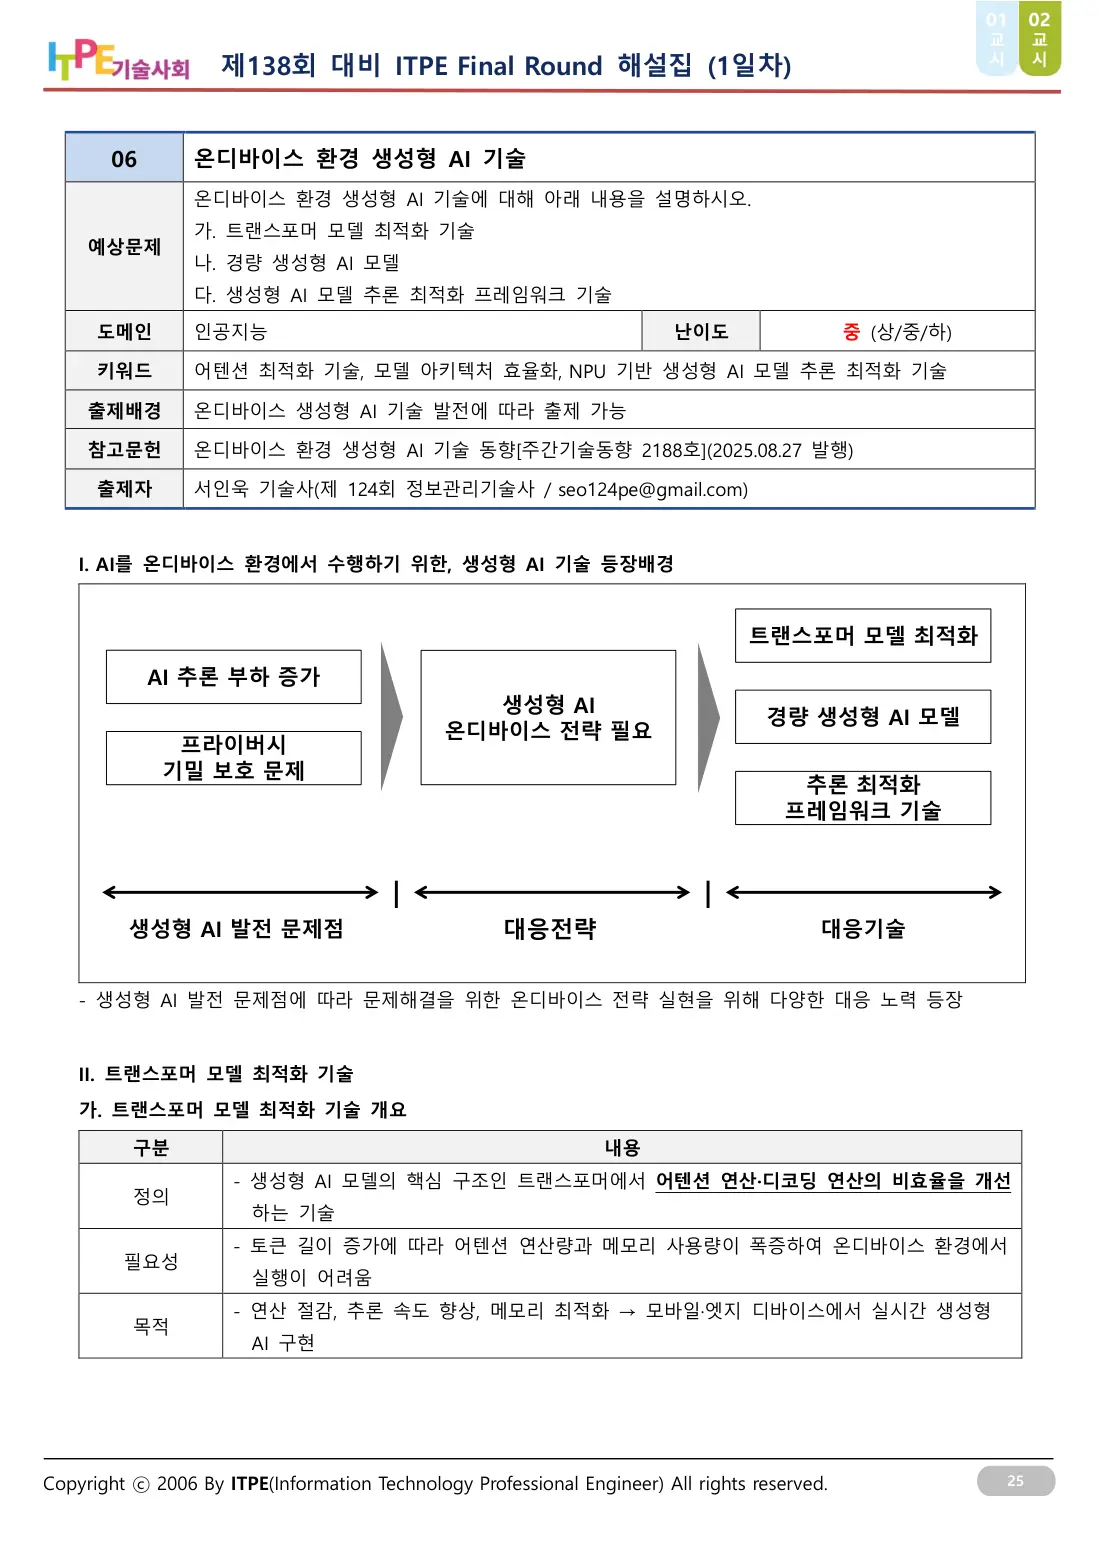 ITPE기술사회 제138회 대비 ITPE Final Round 해설집 (1일차)
01 교시
02 교시
06 온디바이스 환경 생성형 AI 기술
예상문제
온디바이스 환경 생성형 AI 기술에 대해 아래 내용을 설명하시오.
가. 트랜스포머 모델 최적화 기술
나. 경량 생성형 AI 모델
다. 생성형 AI 모델 추론 최적화 프레임워크 기술
도메인 인공지능 난이도 중 (상/중/하)
키워드 어텐션 최적화 기술, 모델 아키텍처 효율화, NPU 기반 생성형 AI 모델 추론 최적화 기술
출제배경 온디바이스 생성형 AI 기술 발전에 따라 출제 가능
참고문헌 온디바이스 환경 생성형 AI 기술 동향[주간기술동향 2188호](2025.08.27 발행)
출제자 서인욱 기술사(제 124회 정보관리기술사 / seo124pe@gmail.com)
I. AI를 온디바이스 환경에서 수행하기 위한, 생성형 AI 기술 등장배경
AI 추론 부하 증가
프라이버시
기밀 보호 문제
생성형 AI
온디바이스 전략 필요
트랜스포머 모델 최적화
경량 생성형 AI 모델
추론 최적화
프레임워크 기술
생성형 AI 발전 문제점
대응전략
대응기술
- 생성형 AI 발전 문제점에 따라 문제해결을 위한 온디바이스 전략 실현을 위해 다양한 대응 노력 등장
II. 트랜스포머 모델 최적화 기술
가. 트랜스포머 모델 최적화 기술 개요
구분 내용
정의
- 생성형 AI 모델의 핵심 구조인 트랜스포머에서 어텐션 연산·디코딩 연산의 비효율을 개선
하는 기술
필요성
- 토큰 길이 증가에 따라 어텐션 연산량과 메모리 사용량이 폭증하여 온디바이스 환경에서
실행이 어려움
목적
- 연산 절감, 추론 속도 향상, 메모리 최적화 → 모바일·엣지 디바이스에서 실시간 생성형
AI 구현
Copyright ⓒ 2006 By ITPE(Information Technology Professional Engineer) All rights reserved.
25